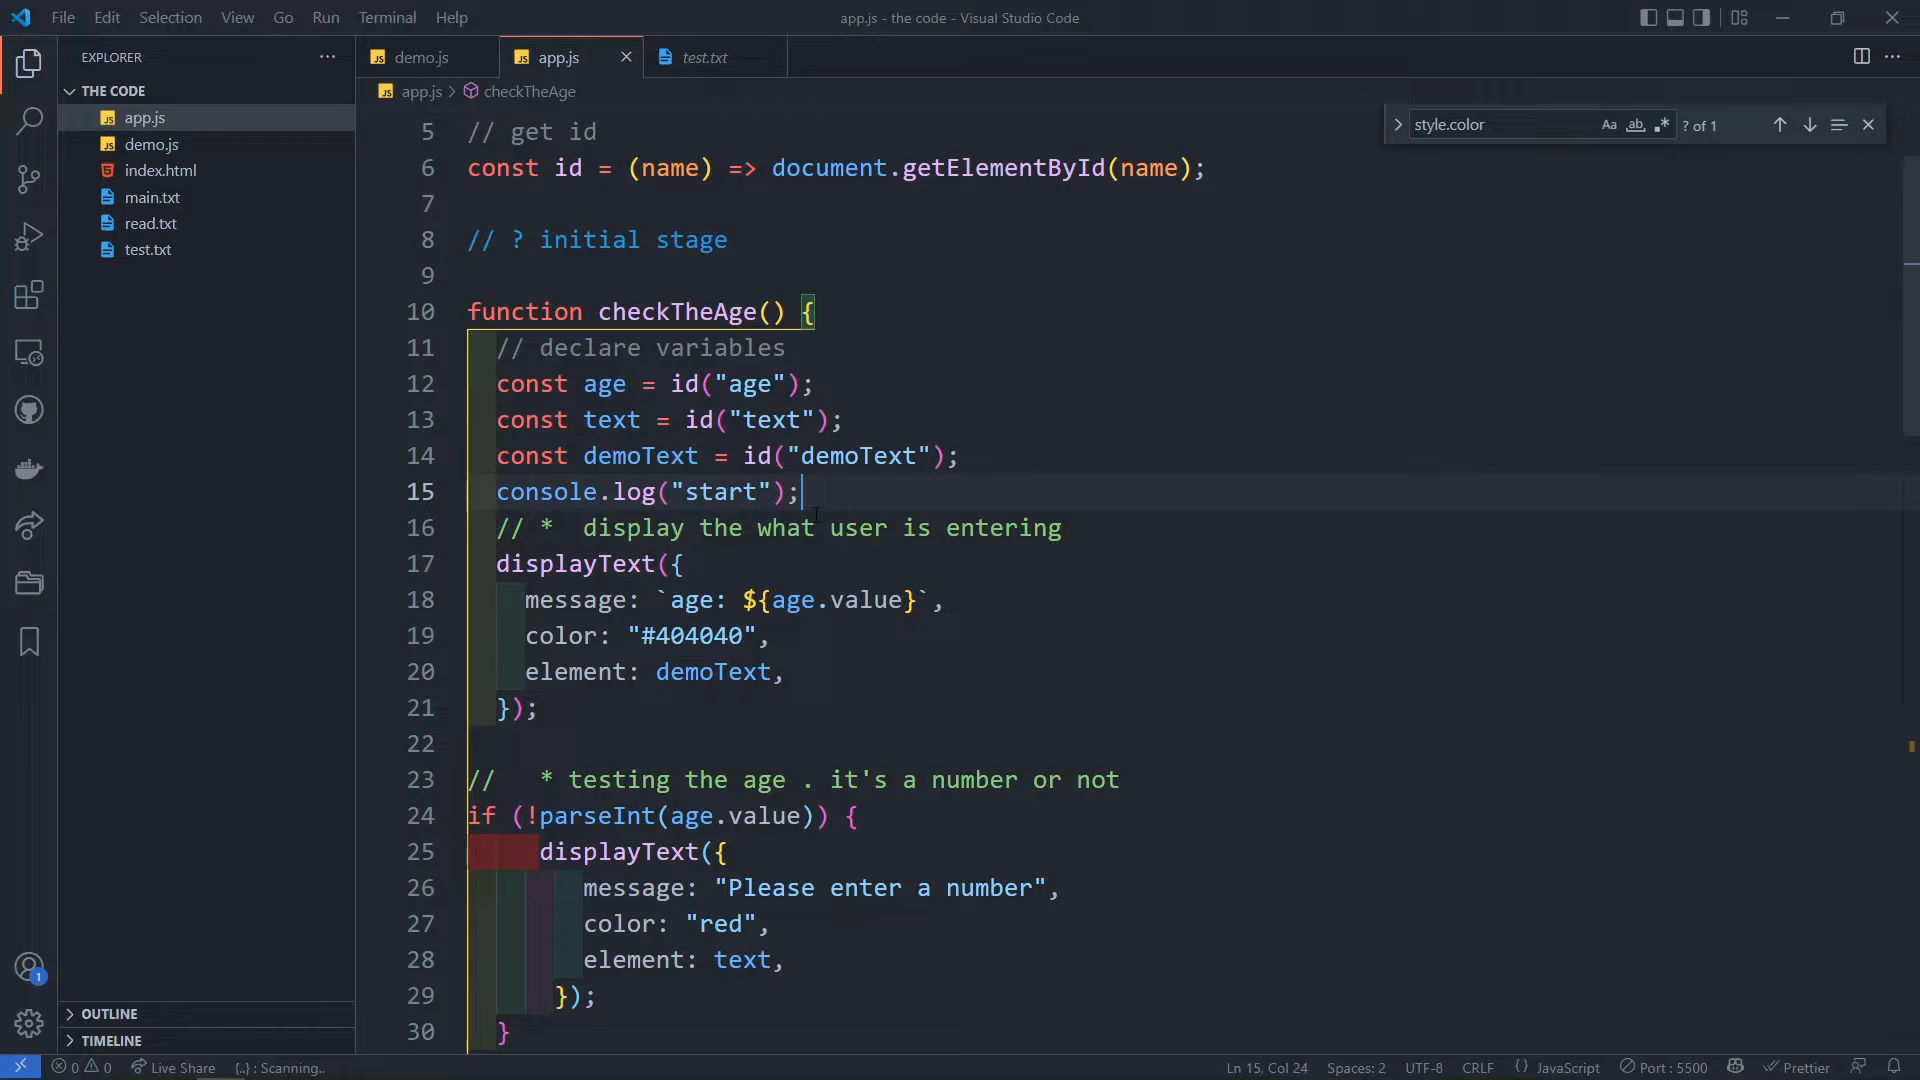 File Edit Selection View Go Run Terminal Help
app.js - the code - Visual Studio Code
EXPLORER
THE CODE
JS app.js
JS demo.js
index.html
main.txt
read.txt
test.txt
OUTLINE
TIMELINE
JS demo.js
JS app.js
test.txt
JS app.js > checkTheAge
style.color Aa ab ? of 1
5 // get id
6 const id = (name) => document.getElementById(name);
7
8 // ? initial stage
9
10 function checkTheAge() {
11 // declare variables
12 const age = id("age");
13 const text = id("text");
14 const demoText = id("demoText");
15 console.log("start");
16 // *  display the what user is entering
17 displayText({
18 message: `age: ${age.value}`,
19 color: "#404040",
20 element: demoText,
21 });
22
23 //   * testing the age . it's a number or not
24 if (!parseInt(age.value)) {
25 displayText({
26 message: "Please enter a number",
27 color: "red",
28 element: text,
29 });
30 }
1
0 0 Live Share {..} : Scanning.. Ln 15, Col 24 Spaces: 2 UTF-8 CRLF {} JavaScript Port : 5500 Prettier